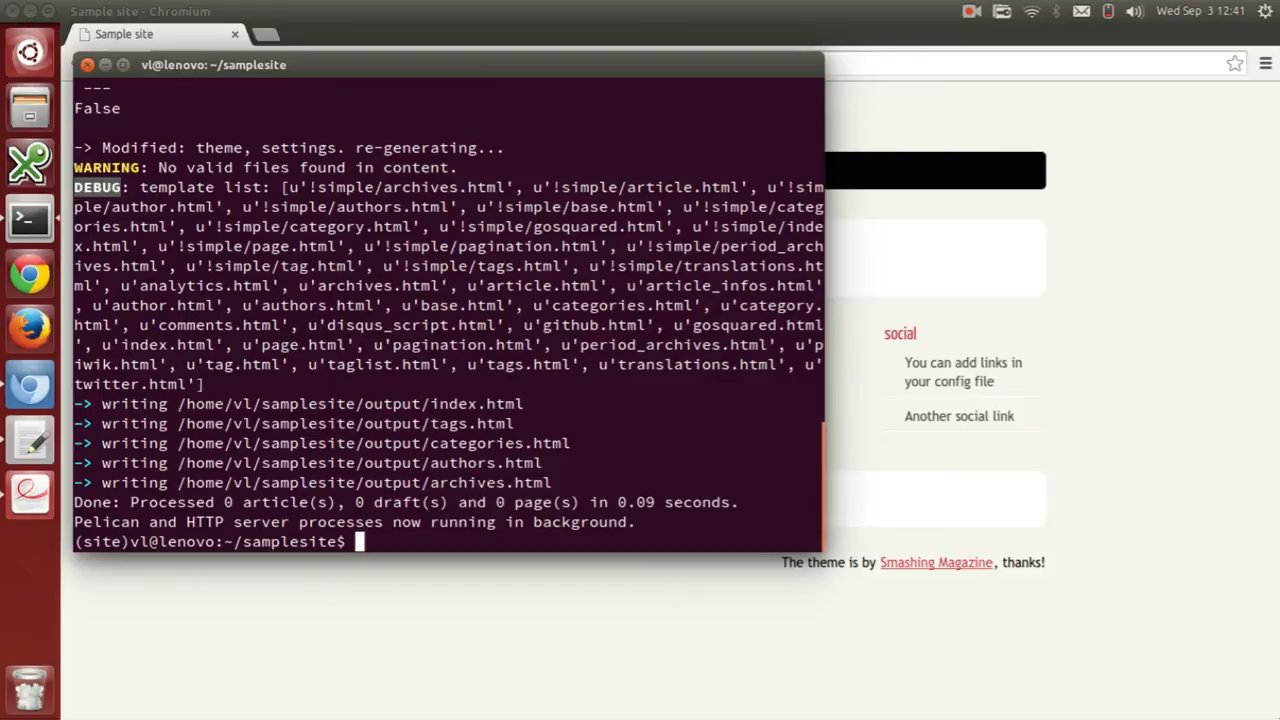 Sample site - Chromium
Wed Sep 3 12:41
Sample site
vl@lenovo: ~/samplesite
---
False
-> Modified: theme, settings. re-generating...
WARNING: No valid files found in content.
DEBUG: template list: [u'!simple/archives.html', u'!simple/article.html', u'!sim
ple/author.html', u'!simple/authors.html', u'!simple/base.html', u'!simple/categ
ories.html', u'!simple/category.html', u'!simple/gosquared.html', u'!simple/inde
x.html', u'!simple/page.html', u'!simple/pagination.html', u'!simple/period_arch
ives.html', u'!simple/tag.html', u'!simple/tags.html', u'!simple/translations.ht
ml', u'analytics.html', u'archives.html', u'article.html', u'article_infos.html'
, u'author.html', u'authors.html', u'base.html', u'categories.html', u'category.
html', u'comments.html', u'disqus_script.html', u'github.html', u'gosquared.html
', u'index.html', u'page.html', u'pagination.html', u'period_archives.html', u'p
iwik.html', u'tag.html', u'taglist.html', u'tags.html', u'translations.html', u'
twitter.html']
-> writing /home/vl/samplesite/output/index.html
-> writing /home/vl/samplesite/output/tags.html
-> writing /home/vl/samplesite/output/categories.html
-> writing /home/vl/samplesite/output/authors.html
-> writing /home/vl/samplesite/output/archives.html
Done: Processed 0 article(s), 0 draft(s) and 0 page(s) in 0.09 seconds.
Pelican and HTTP server processes now running in background.
(site)vl@lenovo:~/samplesite$
social
You can add links in
your config file
Another social link
The theme is by Smashing Magazine, thanks!